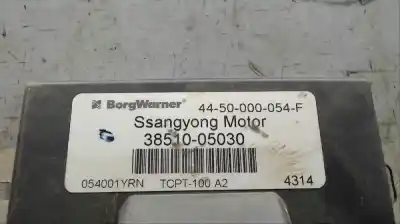 BorgWarner 44-50-000-054-F
Ssangyong Motor
38510-05030
054001YRN TCPT-100 A2 4314